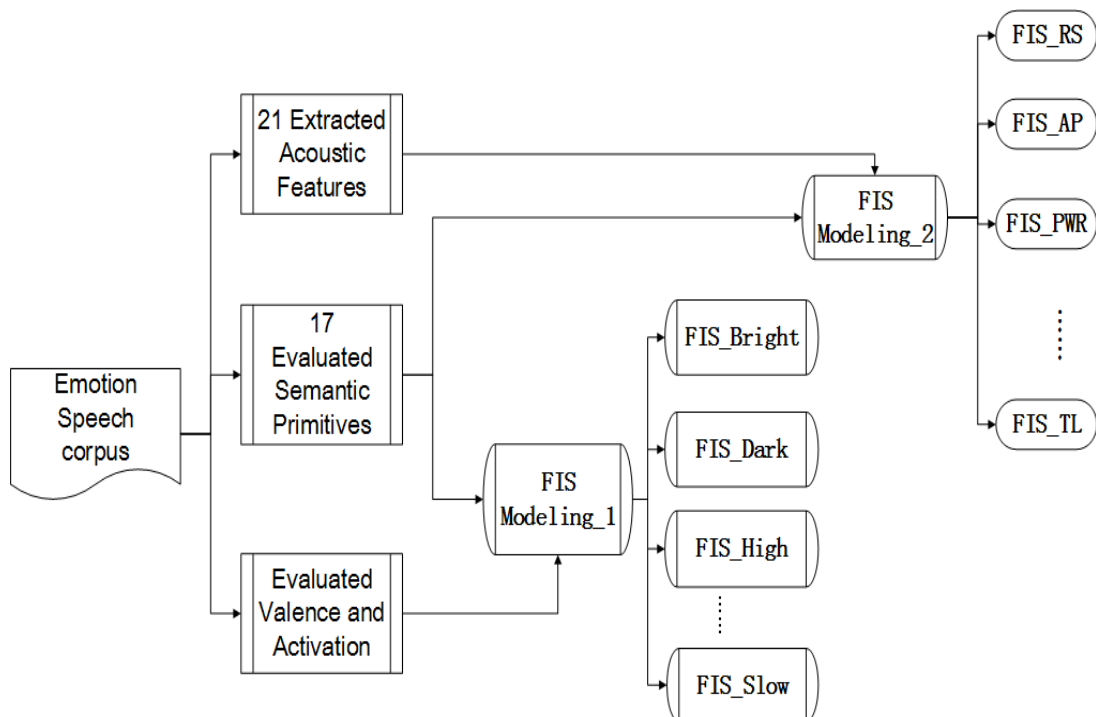 Emotion
Speech
corpus
21 Extracted
Acoustic
Features
17
Evaluated
Semantic
Primitives
Evaluated
Valence and
Activation
FIS
Modeling_1
FIS_Bright
FIS_Dark
FIS_High
FIS_Slow
FIS
Modeling_2
FIS_RS
FIS_AP
FIS_PWR
FIS_TL